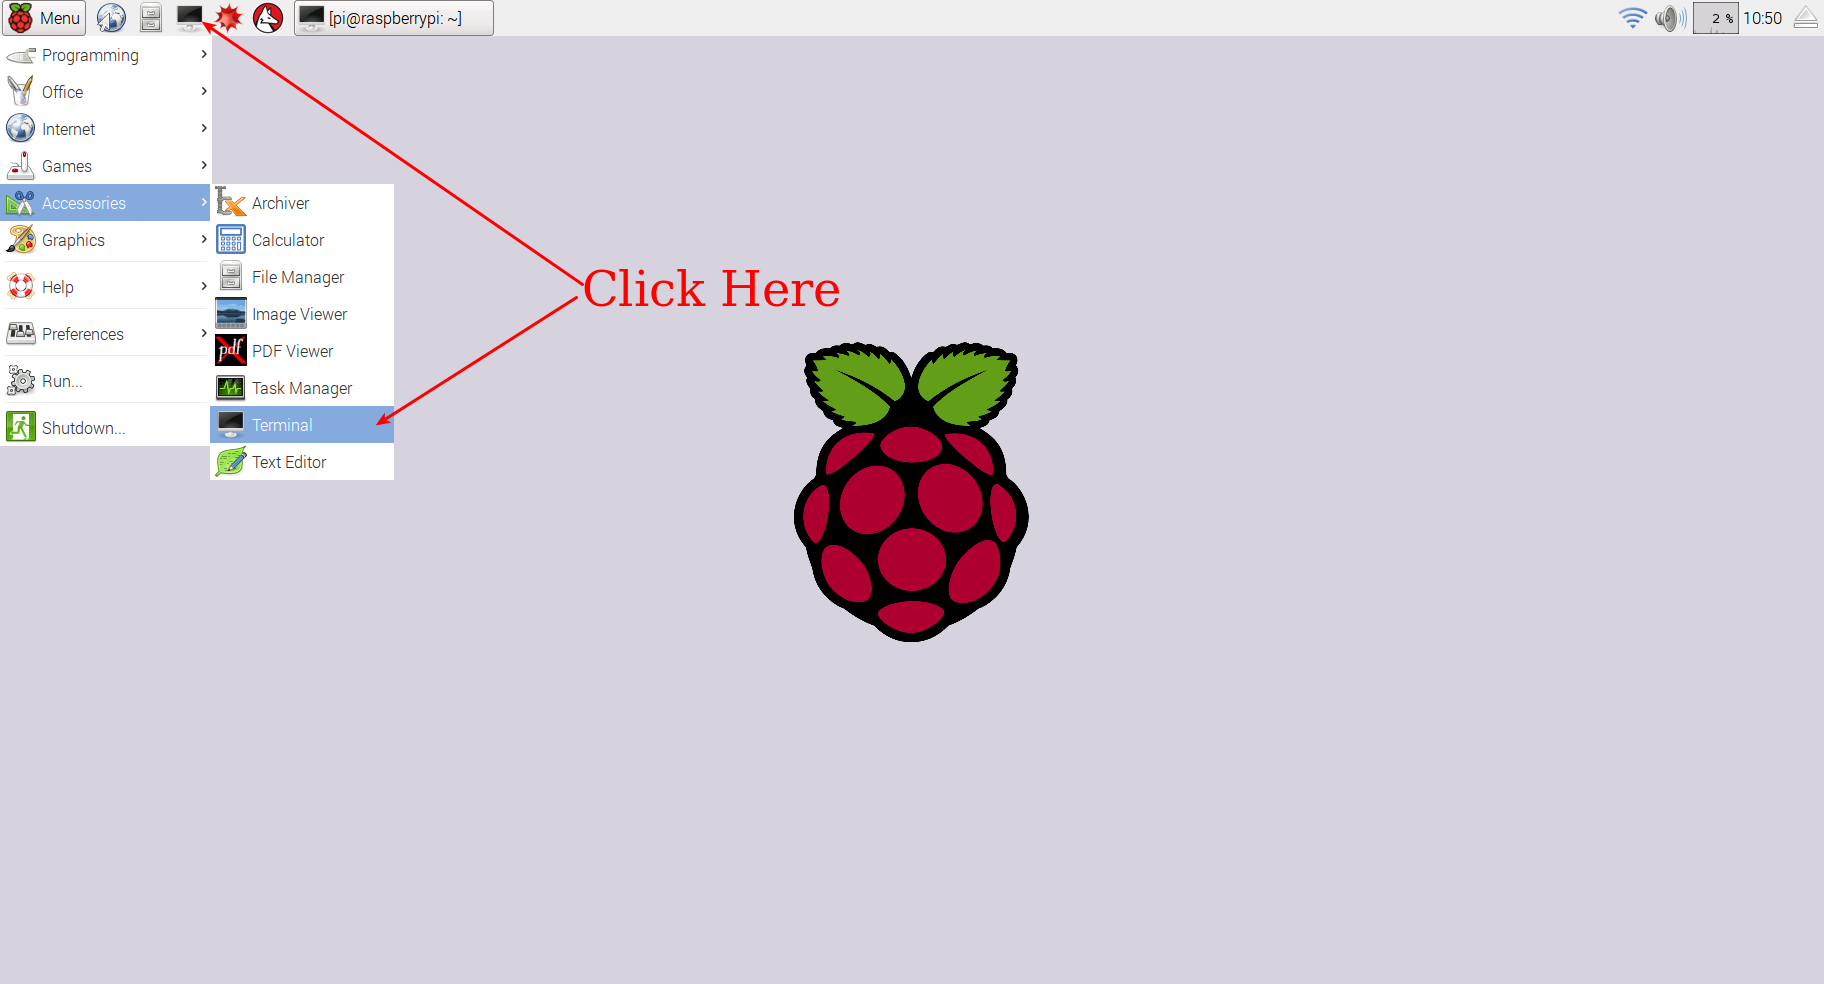 Menu
[pi@raspberrypi: ~]
2 %
10:50
Programming
Office
Internet
Games
Accessories
Graphics
Help
Preferences
Run...
Shutdown...
Archiver
Calculator
File Manager
Image Viewer
pdf
PDF Viewer
Task Manager
Terminal
Text Editor
Click Here